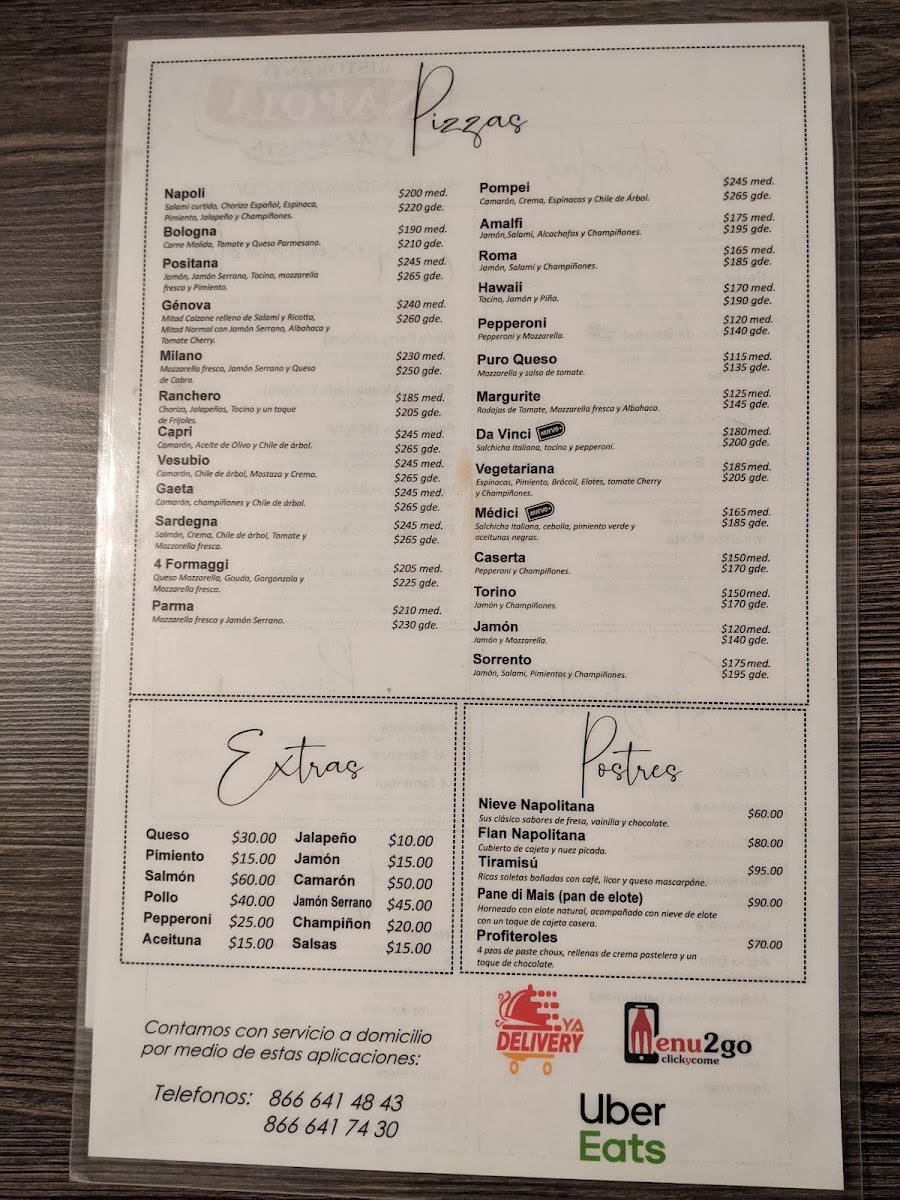 Pizzas
Napoli $200 med.
Salami curtido, Chorizo Español, Espinaca, $220 gde.
Pimiento, Jalapeño y Champiñones.
Bologna $190 med.
Carne Molida, Tomate y Queso Parmesano. $210 gde.
Positana $245 med.
Jamón, Jamón Serrano, Tocino, mozzarella $265 gde.
fresca y Pimiento.
Génova $240 med.
Mitad Calzone relleno de Salami y Ricotta, $260 gde.
Mitad Normal con Jamón Serrano, Albahaca y
Tomate Cherry.
Milano $230 med.
Mozzarella fresca, Jamón Serrano y Queso $250 gde.
de Cabra.
Ranchero $185 med.
Chorizo, Jalapeños, Tocino y un toque $205 gde.
de Frijoles.
Capri $245 med.
Camarón, Aceite de Olivo y Chile de árbol. $265 gde.
Vesubio $245 med.
Camarón, Chile de árbol, Mostaza y Crema. $265 gde.
Gaeta $245 med.
Camarón, champiñones y Chile de árbol. $265 gde.
Sardegna $245 med.
Salmón, Crema, Chile de árbol, Tomate y $265 gde.
Mozzarella fresca.
4 Formaggi $205 med.
Queso Mozzarella, Gouda, Gorgonzola y $225 gde.
Mozzarella fresca.
Parma $210 med.
Mozzarella fresca y Jamón Serrano. $230 gde.
Pompei $245 med.
Camarón, Crema, Espinacas y Chile de Árbol. $265 gde.
Amalfi $175 med.
Jamón,Salami, Alcachofas y Champiñones. $195 gde.
Roma $165 med.
Jamón, Salami y Champiñones. $185 gde.
Hawaii $170 med.
Tocino, Jamón y Piña. $190 gde.
Pepperoni $120 med.
Pepperoni y Mozzarella. $140 gde.
Puro Queso $115 med.
Mozzarella y salsa de tomate. $135 gde.
Margurite $125 med.
Rodajas de Tomate, Mozzarella fresca y Albahaca. $145 gde.
Da Vinci NUEVO $180 med.
Salchicha Italiana, tocino y pepperoni. $200 gde.
Vegetariana $185 med.
Espinacas, Pimiento, Brócoli, Elotes, tomate Cherry $205 gde.
y Champiñones.
Médici NUEVO $165 med.
Salchicha Italiana, cebolla, pimiento verde y $185 gde.
aceitunas negras.
Caserta $150 med.
Pepperoni y Champiñones. $170 gde.
Torino $150 med.
Jamón y Champiñones. $170 gde.
Jamón $120 med.
Jamón y Mozzarella. $140 gde.
Sorrento $175 med.
Jamón, Salami, Pimientos y Champiñones. $195 gde.
Extras
Queso $30.00 Jalapeño $10.00
Pimiento $15.00 Jamón $15.00
Salmón $60.00 Camarón $50.00
Pollo $40.00 Jamón Serrano $45.00
Pepperoni $25.00 Champiñon $20.00
Aceituna $15.00 Salsas $15.00
Postres
Nieve Napolitana $60.00
Sus clásico sabores de fresa, vainilla y chocolate.
Flan Napolitana $80.00
Cubierto de cajeta y nuez picada.
Tiramisú $95.00
Ricas soletas bañadas con café, licor y queso mascarpóne.
Pane di Mais (pan de elote) $90.00
Horneado con elote natural, acompañado con nieve de elote
con un toque de cajeta casera.
Profiteroles $70.00
4 pzas de paste choux, rellenas de crema pastelera y un
toque de chocolate.
Contamos con servicio a domicilio
por medio de estas aplicaciones:
Telefonos: 866 641 48 43
866 641 74 30
YA
DELIVERY
Menu2go
clickycome
Uber
Eats